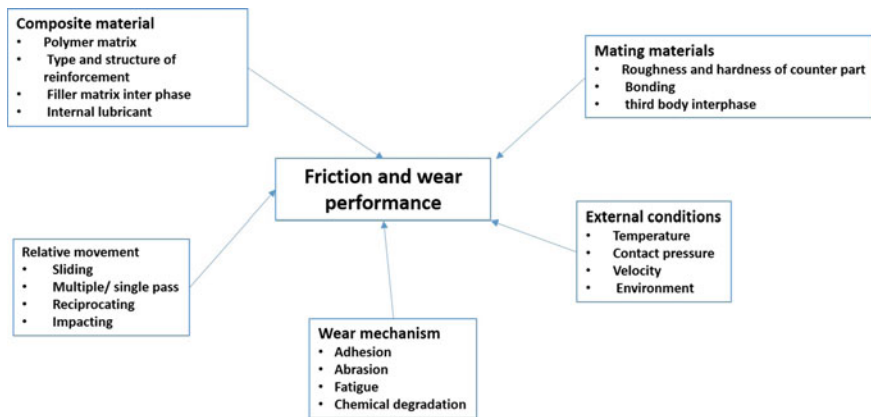 Composite material
• Polymer matrix
• Type and structure of
reinforcement
• Filler matrix inter phase
• Internal lubricant
Mating materials
• Roughness and hardness of counter part
• Bonding
• third body interphase
Friction and wear
performance
External conditions
• Temperature
• Contact pressure
• Velocity
• Environment
Relative movement
• Sliding
• Multiple/ single pass
• Reciprocating
• Impacting
Wear mechanism
• Adhesion
• Abrasion
• Fatigue
• Chemical degradation